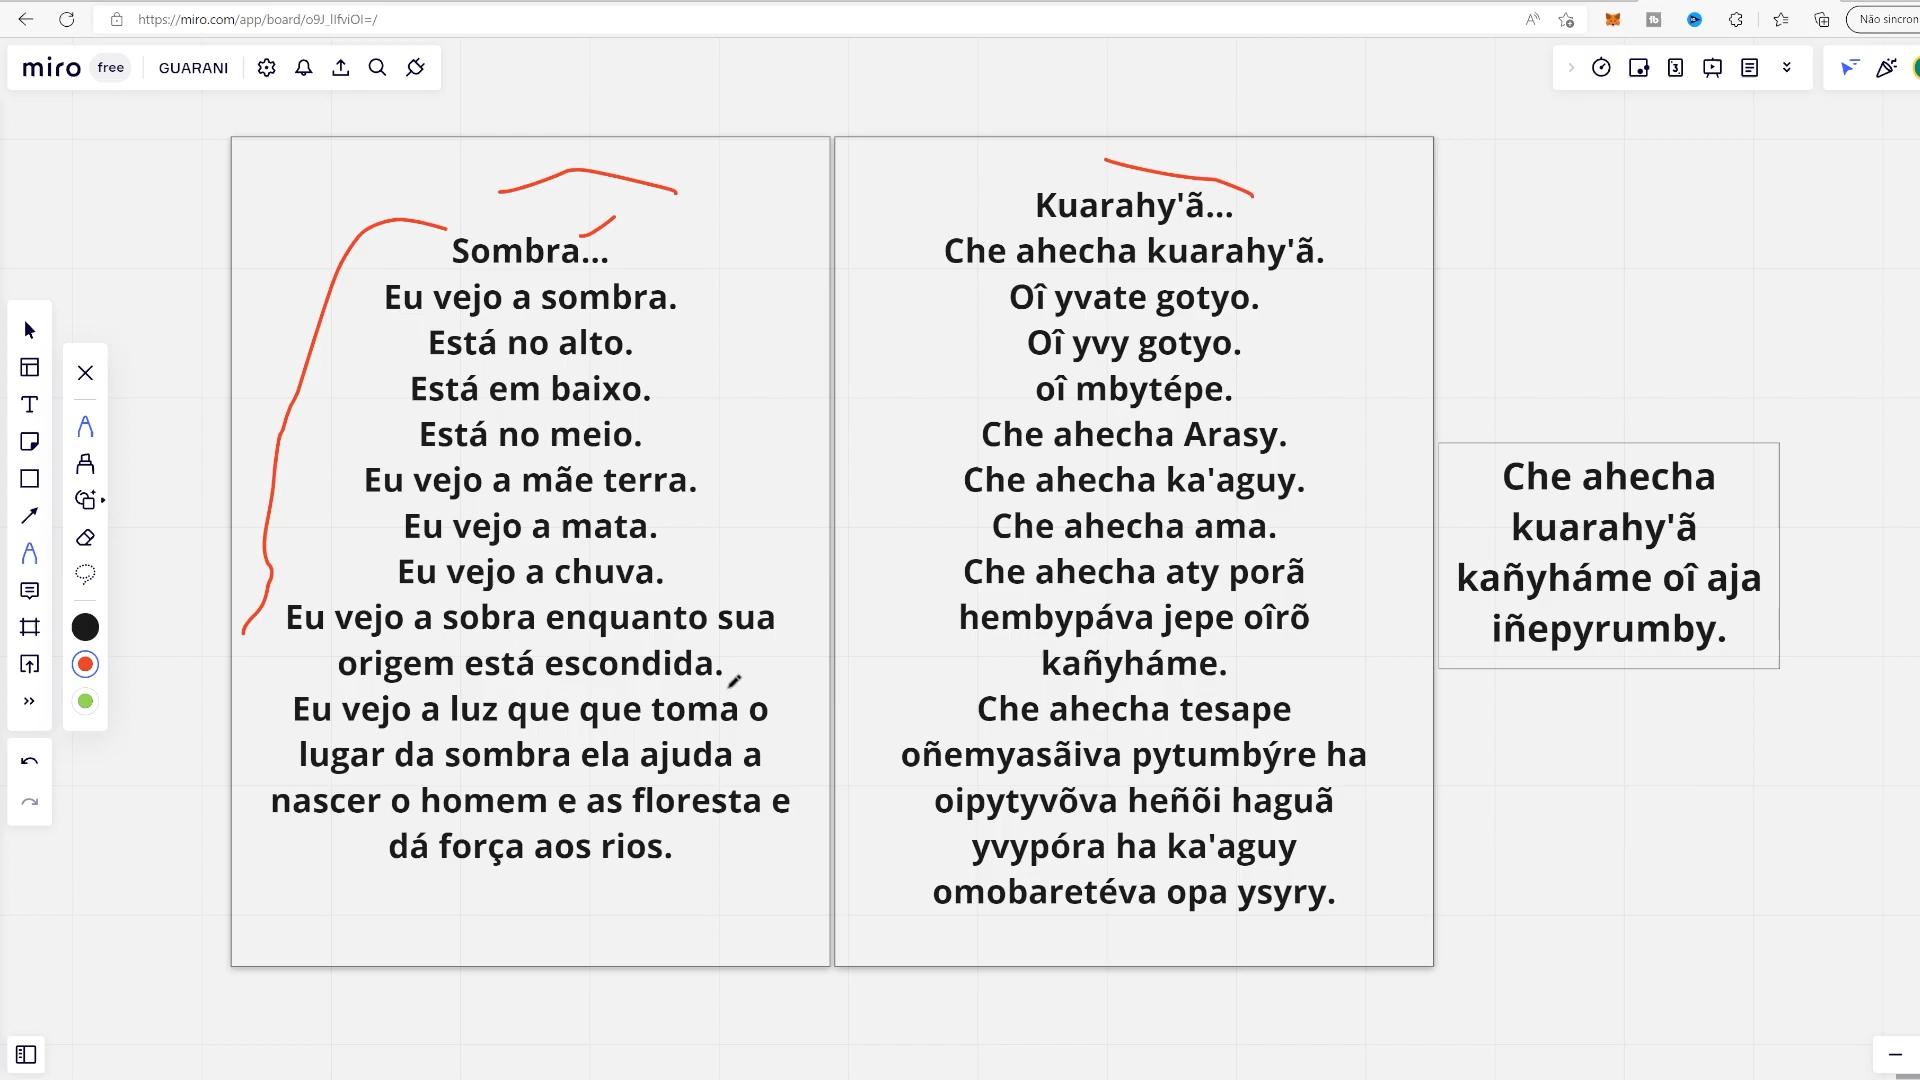 https://miro.com/app/board/o9J_lIfviOI=/
Não sincron
miro free GUARANI
Sombra...
Eu vejo a sombra.
Está no alto.
Está em baixo.
Está no meio.
Eu vejo a mãe terra.
Eu vejo a mata.
Eu vejo a chuva.
Eu vejo a sobra enquanto sua
origem está escondida.
Eu vejo a luz que que toma o
lugar da sombra ela ajuda a
nascer o homem e as floresta e
dá força aos rios.
Kuarahy'ã...
Che ahecha kuarahy'ã.
Oî yvate gotyo.
Oî yvy gotyo.
oî mbytépe.
Che ahecha Arasy.
Che ahecha ka'aguy.
Che ahecha ama.
Che ahecha aty porã
hembypáva jepe oîrõ
kañyháme.
Che ahecha tesape
oñemyasãiva pytumbýre ha
oipytyvõva heñõi haguã
yvypóra ha ka'aguy
omobaretéva opa ysyry.
Che ahecha
kuarahy'ã
kañyháme oî aja
iñepyrumby.